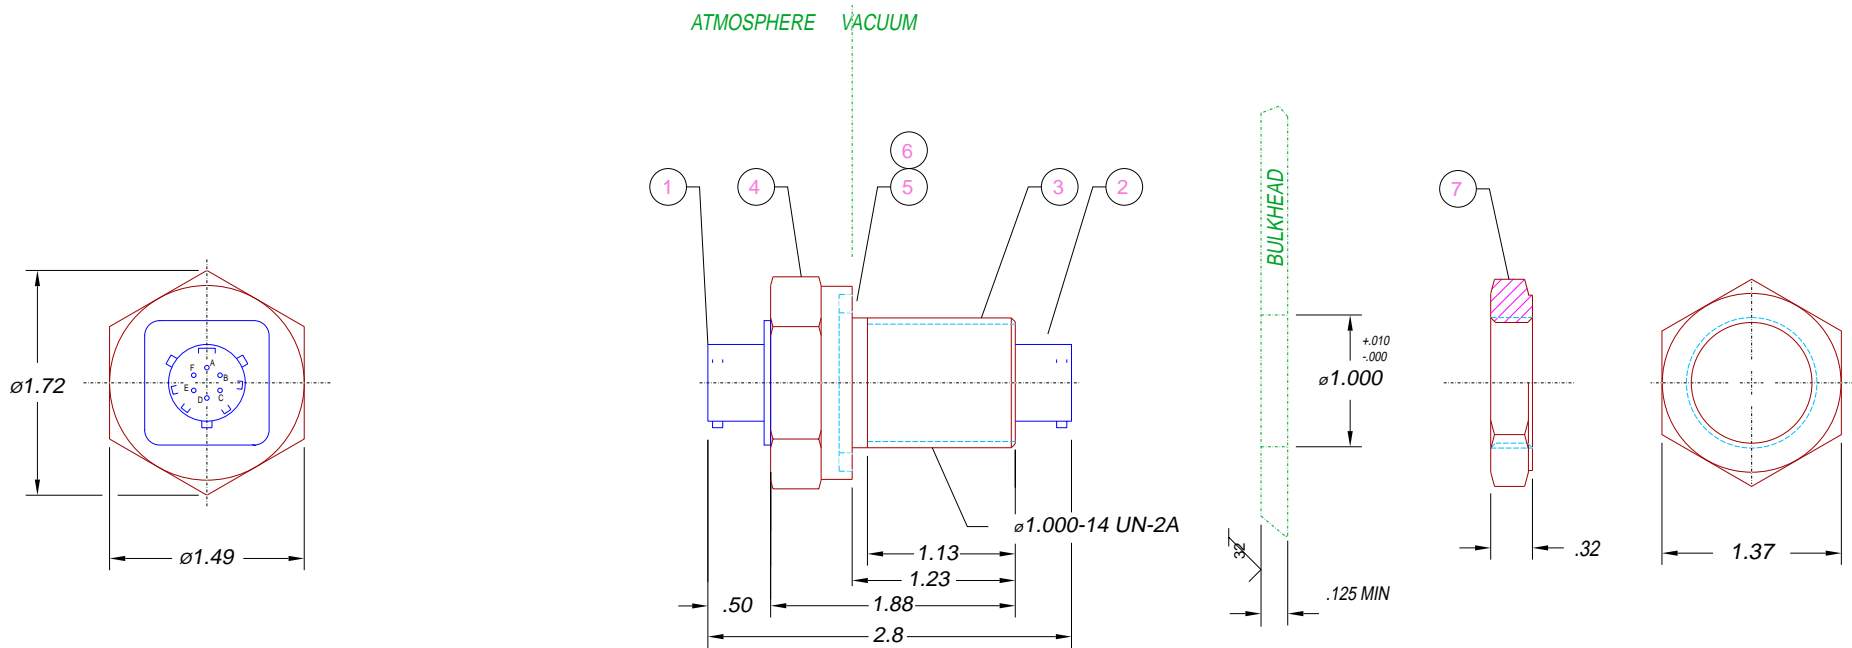 ATMOSPHERE VACUUM
6
1 4 5 3 2 7
BULKHEAD
A
F B
E C
D
ø1.72
+.010
-.000
ø1.000
ø1.000-14 UN-2A
ø1.49
1.13
32
.32
1.37
1.23
.125 MIN
.50 1.88
2.8